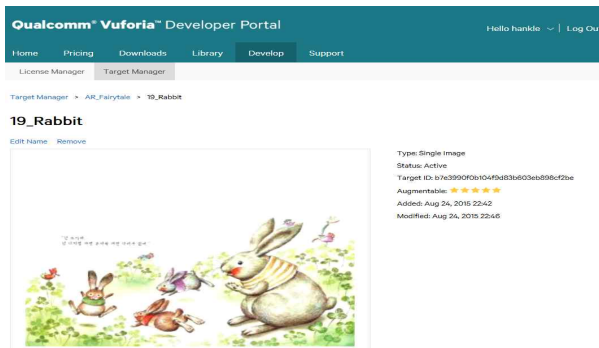 Qualcomm® Vuforia™ Developer Portal
Hello hankle | Log Ou
Home Pricing Downloads Library Develop Support
License Manager Target Manager
Target Manager > AR_Fairytale > 19_Rabbit
19_Rabbit
Edit Name Remove
Type: Single Image
Status: Active
Target ID: b7e3990f0b104f9d83b603eb898cf2be
Augmentable:
Added: Aug 24, 2015 22:42
Modified: Aug 24, 2015 22:46